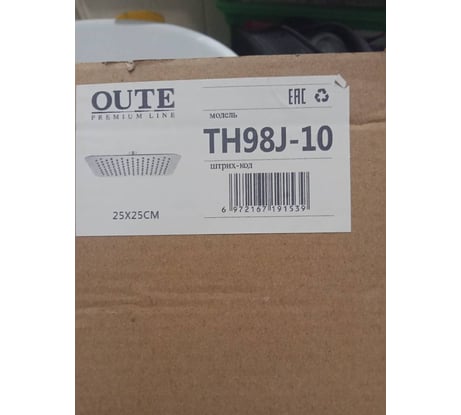 OUTE
PREMIUM LINE
25X25CM
EAC
модель
TH98J-10
штрих-код
6 972167 191539